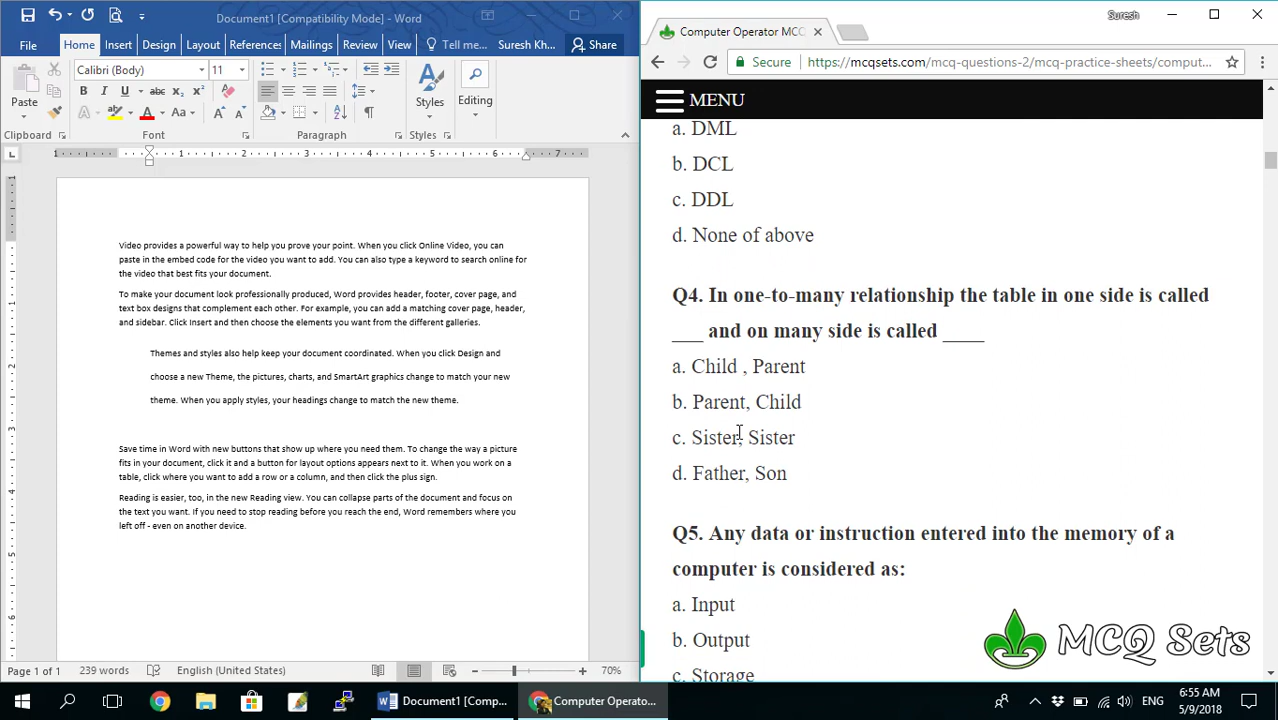 Document1 [Compatibility Mode] - Word
File Home Insert Design Layout References Mailings Review View Tell me... Suresh Kh... Share
Calibri (Body) 11
Paste
Styles
Editing
Clipboard Font Paragraph Styles
1 1 2 3 4 5 6 7
Video provides a powerful way to help you prove your point. When you click Online Video, you can
paste in the embed code for the video you want to add. You can also type a keyword to search online for
the video that best fits your document.
To make your document look professionally produced, Word provides header, footer, cover page, and
text box designs that complement each other. For example, you can add a matching cover page, header,
and sidebar. Click Insert and then choose the elements you want from the different galleries.
Themes and styles also help keep your document coordinated. When you click Design and
choose a new Theme, the pictures, charts, and SmartArt graphics change to match your new
theme. When you apply styles, your headings change to match the new theme.
Save time in Word with new buttons that show up where you need them. To change the way a picture
fits in your document, click it and a button for layout options appears next to it. When you work on a
table, click where you want to add a row or a column, and then click the plus sign.
Reading is easier, too, in the new Reading view. You can collapse parts of the document and focus on
the text you want. If you need to stop reading before you reach the end, Word remembers where you
left off - even on another device.
Page 1 of 1 239 words English (United States) 70%
Suresh
Computer Operator MCQ
Secure https://mcqsets.com/mcq-questions-2/mcq-practice-sheets/comput...
MENU
a. DML
b. DCL
c. DDL
d. None of above
Q4. In one-to-many relationship the table in one side is called
___ and on many side is called ____
a. Child , Parent
b. Parent, Child
c. Sister, Sister
d. Father, Son
Q5. Any data or instruction entered into the memory of a
computer is considered as:
a. Input
b. Output
c. Storage
MCQ Sets
Document1 [Comp... Computer Operato... ENG 6:55 AM
5/9/2018